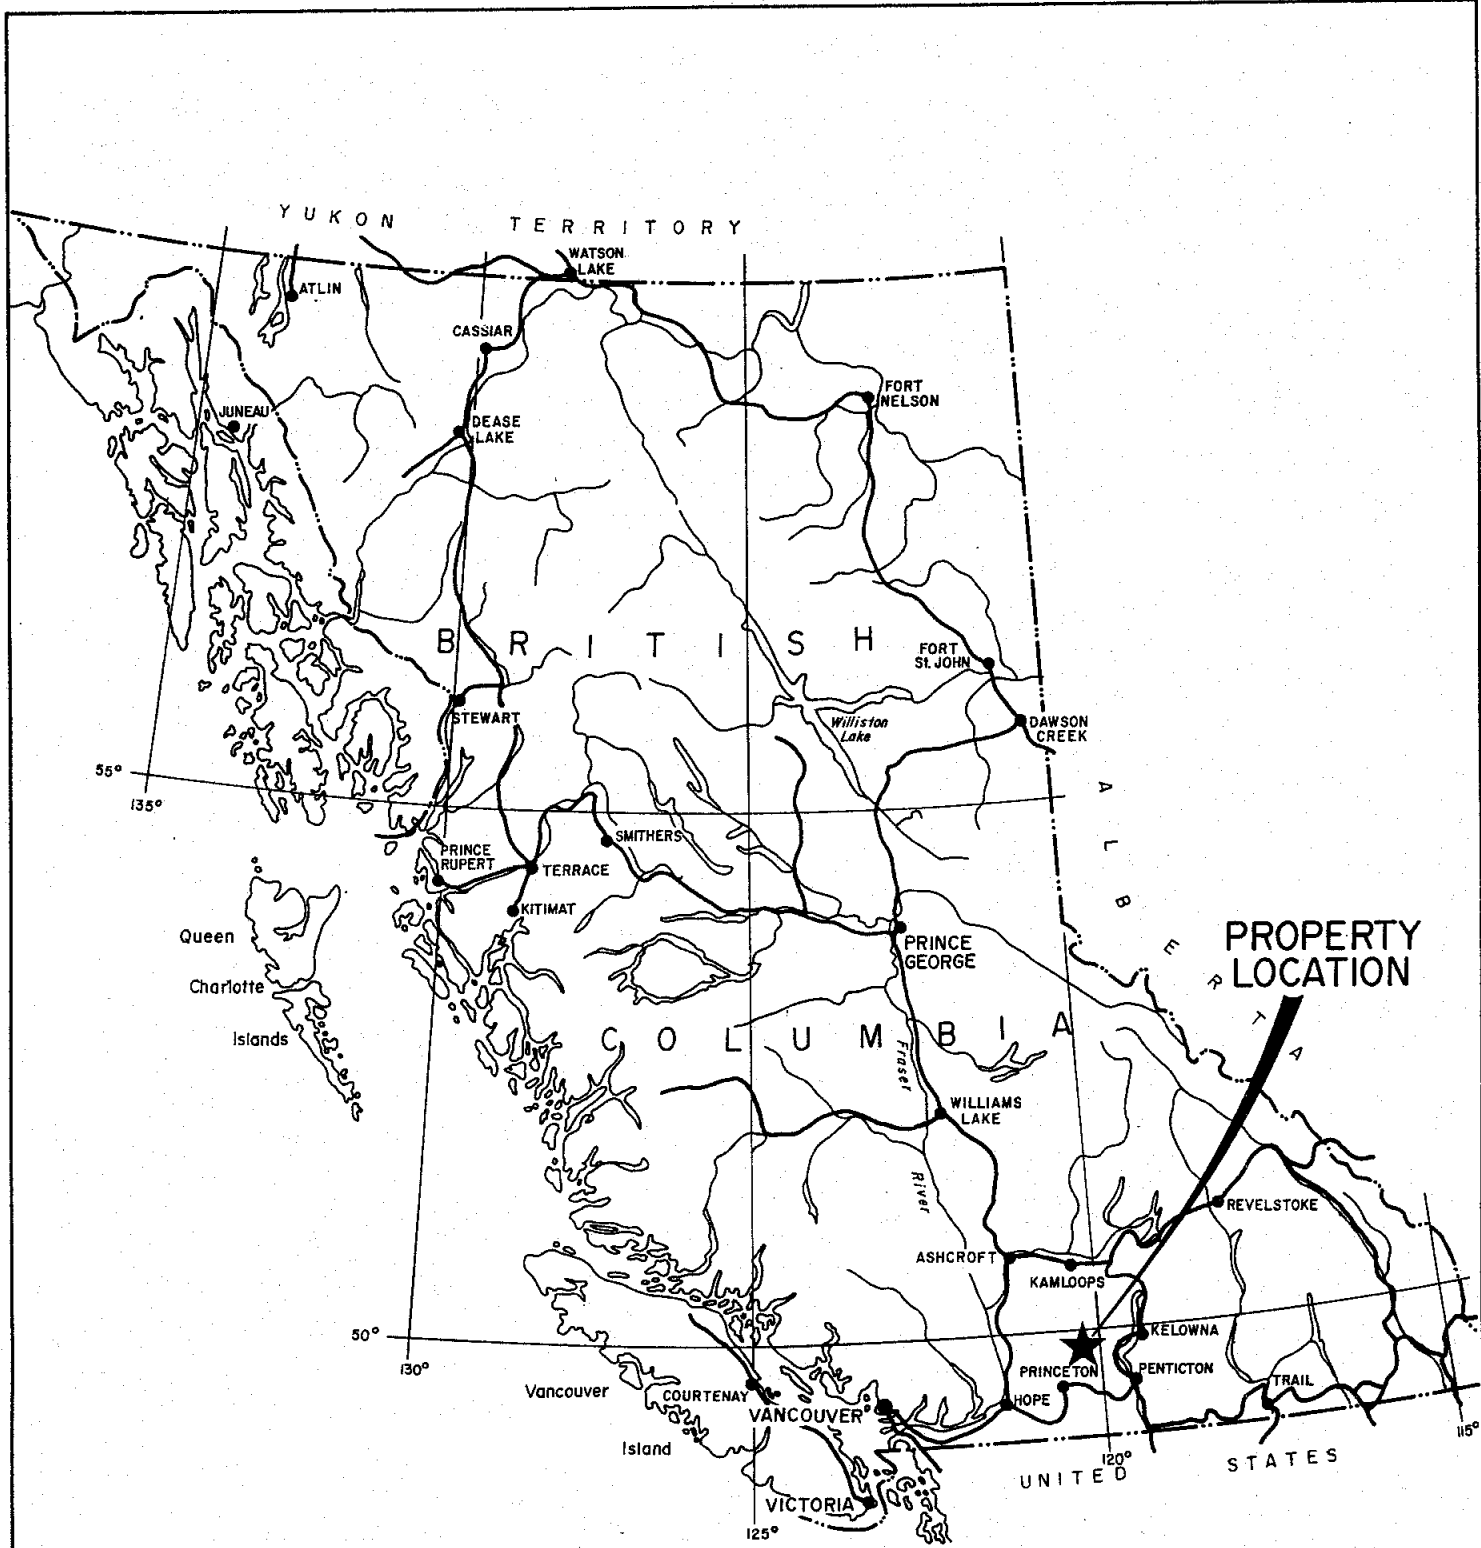 YUKON TERRITORY
WATSON
LAKE
ATLIN
CASSIAR
FORT
NELSON
JUNEAU
DEASE
LAKE
BRITISH
FORT
St. JOHN
STEWART
Williston
Lake
DAWSON
CREEK
55°
135°
ALBERTA
SMITHERS
PRINCE
RUPERT
TERRACE
KITIMAT
Queen
Charlotte
Islands
PRINCE
GEORGE
PROPERTY
LOCATION
COLUMBIA
Fraser
River
WILLIAMS
LAKE
REVELSTOKE
ASHCROFT
KAMLOOPS
50°
130°
KELOWNA
PRINCETON
PENTICTON
TRAIL
HOPE
Vancouver
Island
COURTENAY
VANCOUVER
115°
120°
UNITED STATES
VICTORIA
125°